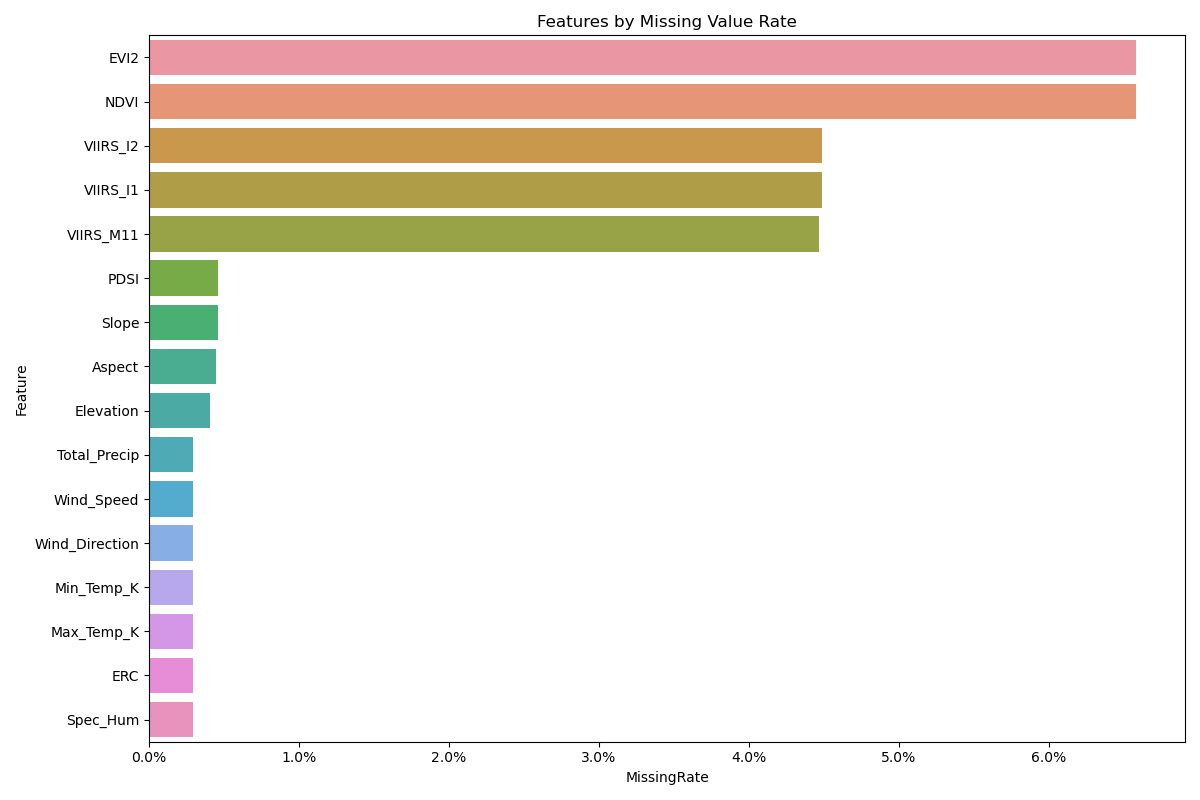 Features by Missing Value Rate
EVI2
NDVI
VIIRS_I2
VIIRS_I1
VIIRS_M11
PDSI
Slope
Aspect
Elevation
Total_Precip
Wind_Speed
Wind_Direction
Min_Temp_K
Max_Temp_K
ERC
Spec_Hum
Feature
0.0% 1.0% 2.0% 3.0% 4.0% 5.0% 6.0%
MissingRate